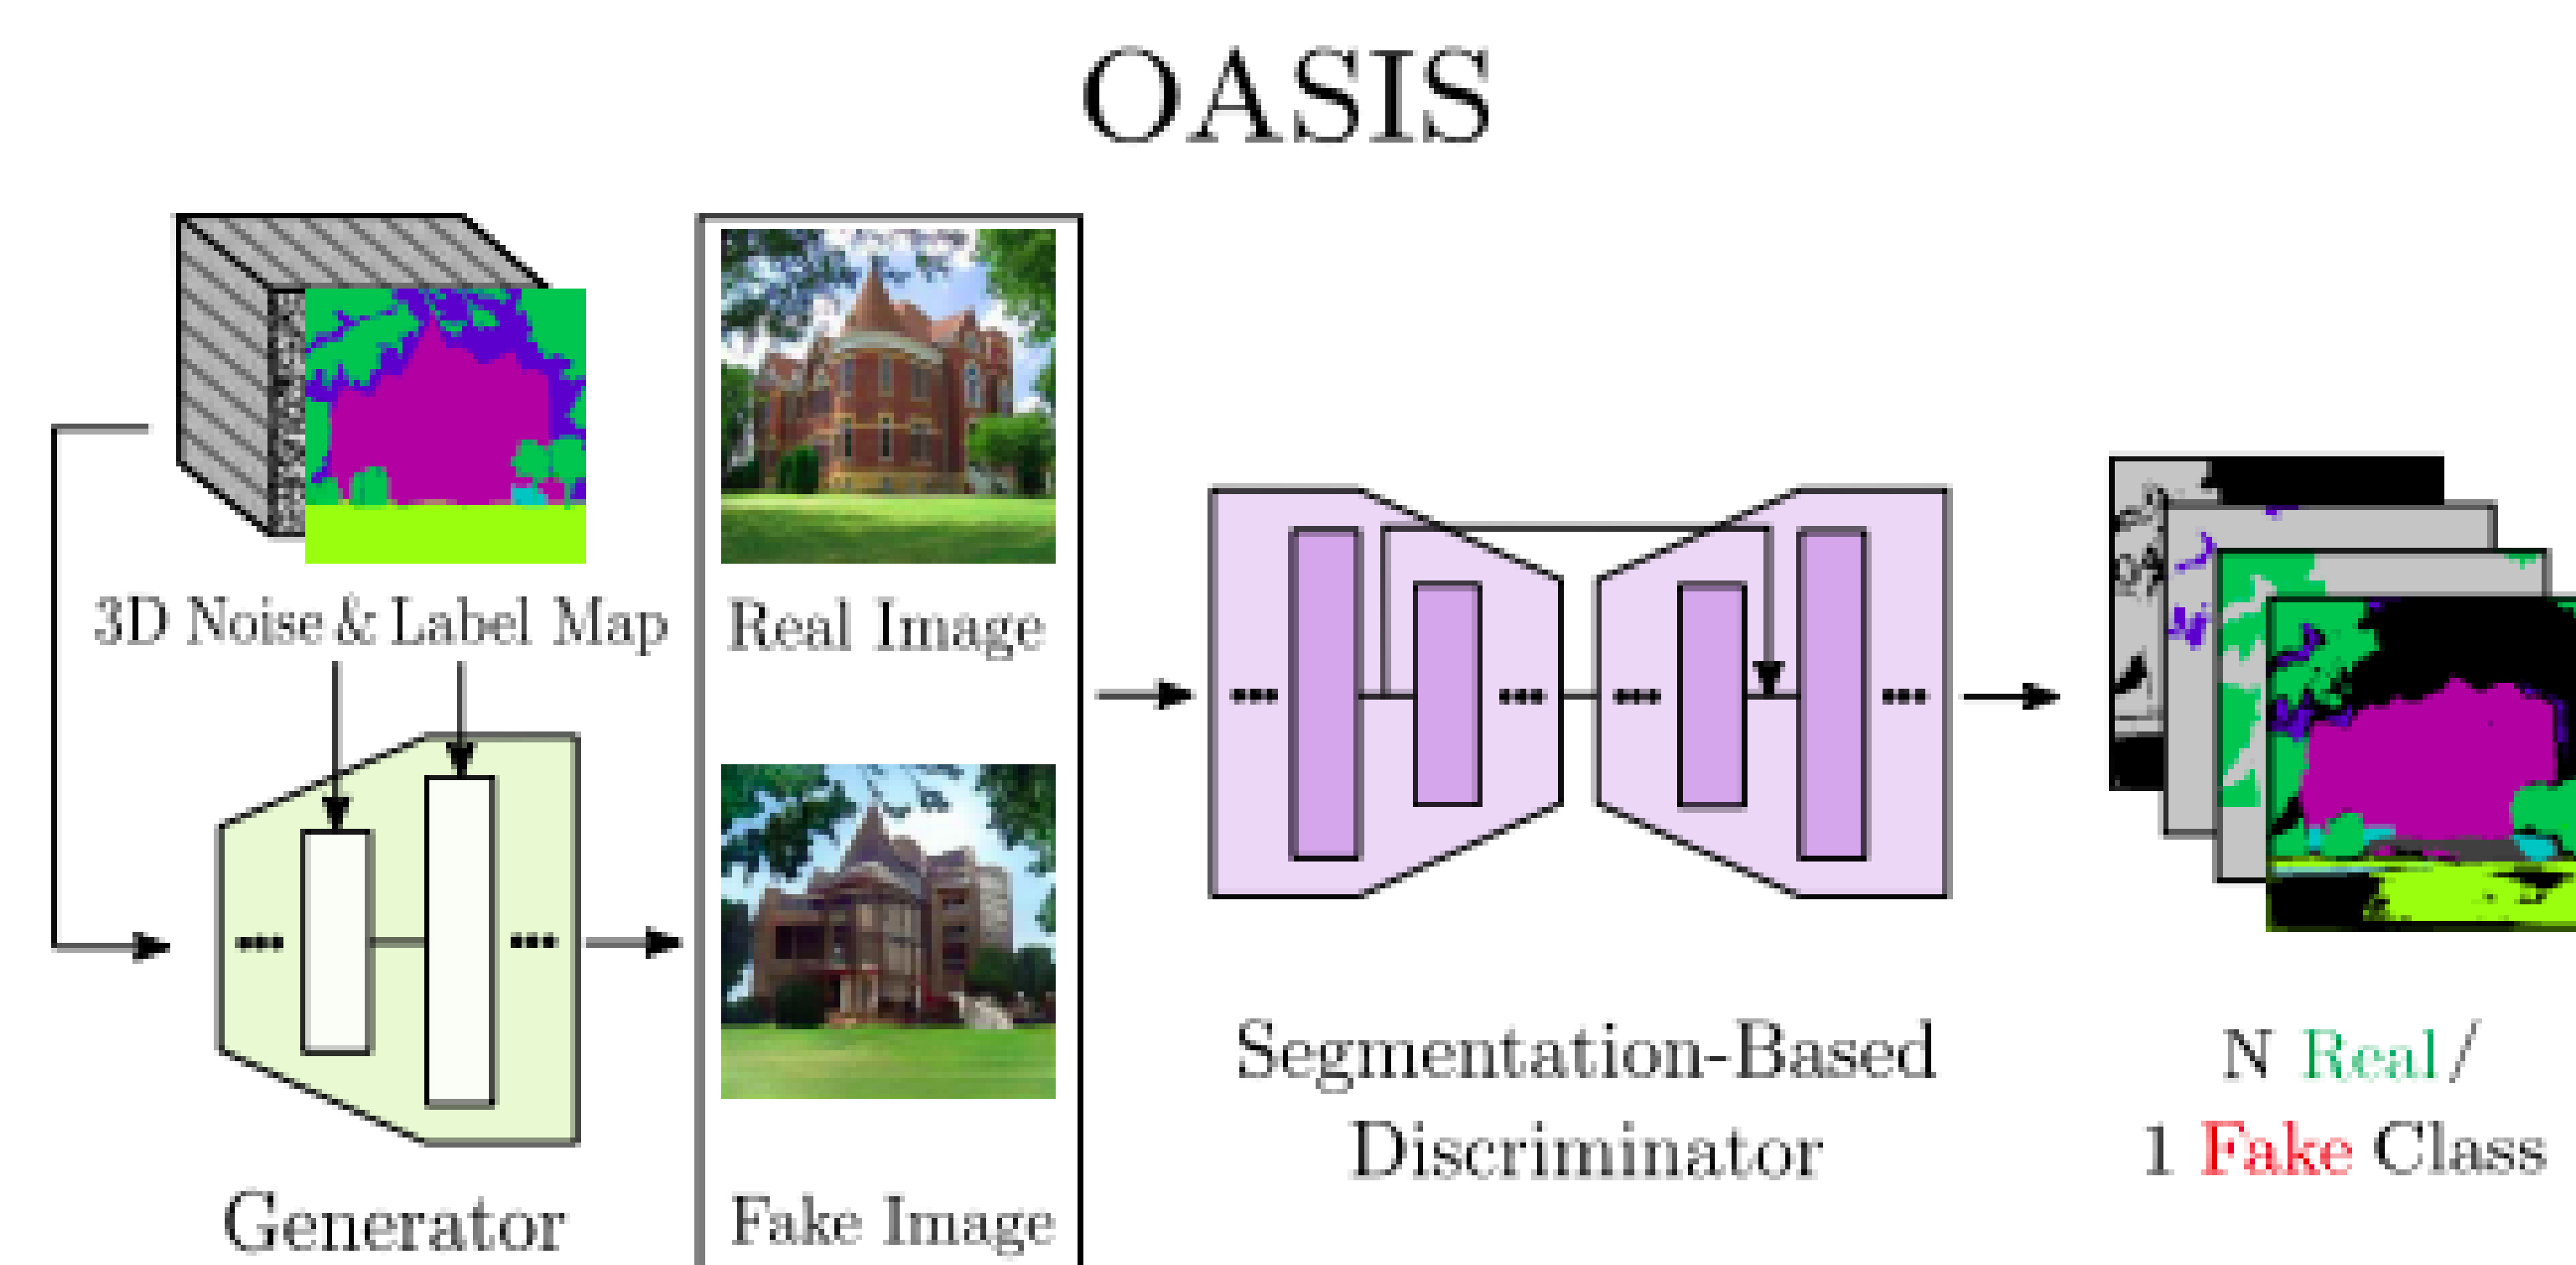 OASIS
3D Noise & Label Map
Real Image
Generator
Fake Image
Segmentation-Based
Discriminator
N Real/
1 Fake Class